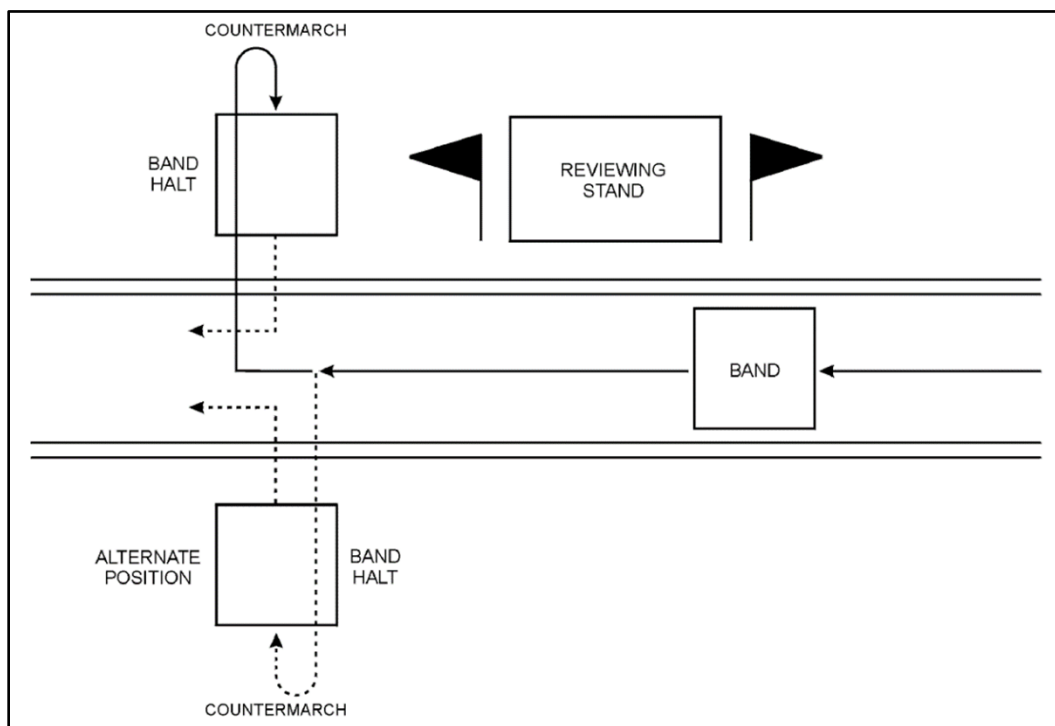 COUNTERMARCH
BAND
HALT
REVIEWING
STAND
BAND
ALTERNATE
POSITION
BAND
HALT
COUNTERMARCH